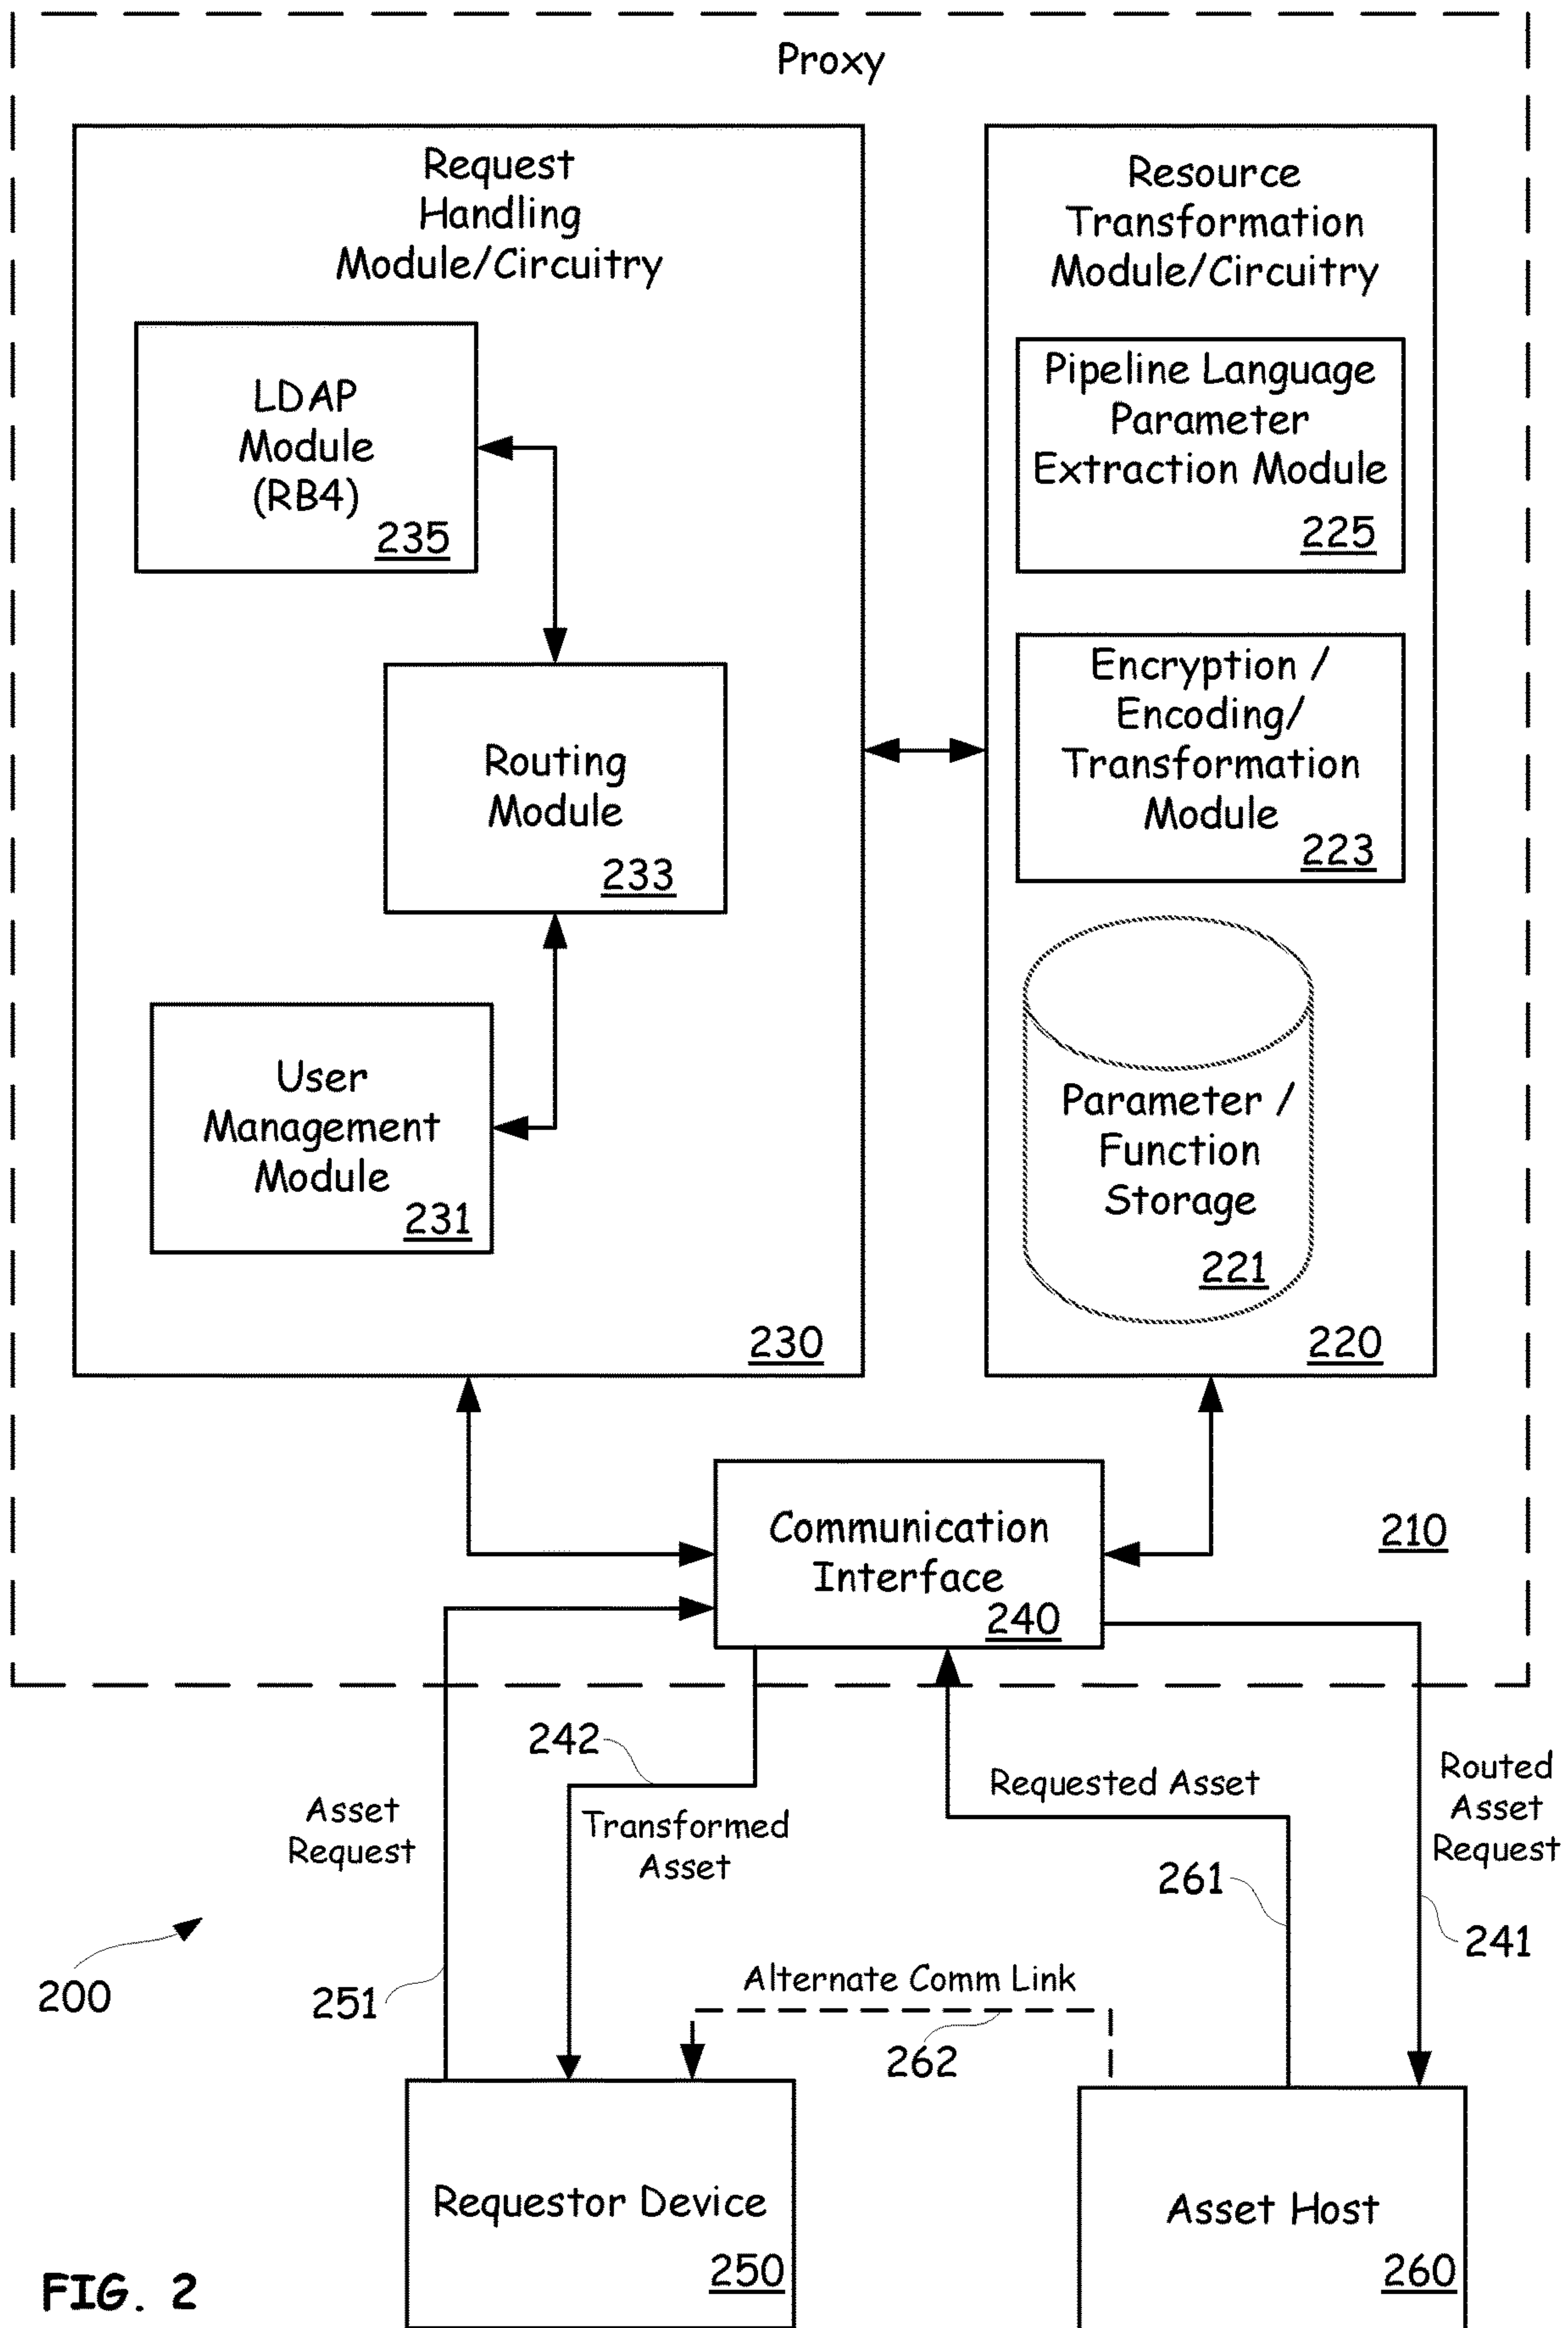 Proxy
Request
Handling
Module/Circuitry
LDAP
Module
(RB4)
235
Routing
Module
233
User
Management
Module
231
230
Resource
Transformation
Module/Circuitry
Pipeline Language
Parameter
Extraction Module
225
Encryption /
Encoding/
Transformation
Module
223
Parameter /
Function
Storage
221
220
Communication
Interface
240
210
242
Asset
Request
Transformed
Asset
Requested Asset
Routed
Asset
Request
261
241
200
251
Alternate Comm Link
262
Requestor Device
250
Asset Host
260
FIG. 2